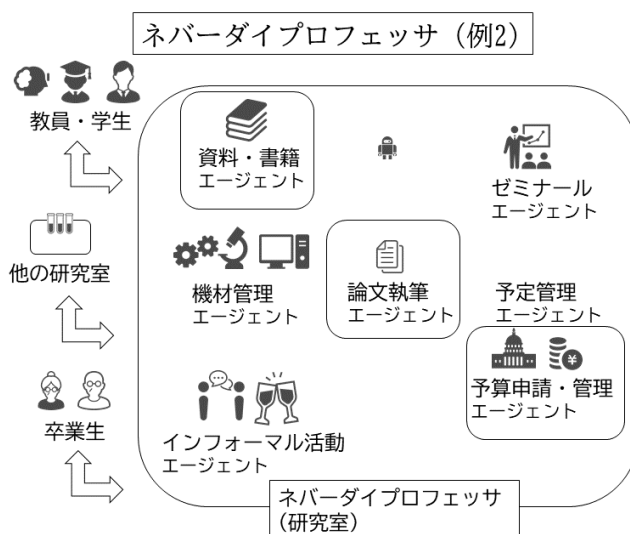 ネバーダイプロフェッサ（例2）
教員・学生
資料・書籍
エージェント
ゼミナール
エージェント
他の研究室
機材管理
エージェント
論文執筆
エージェント
予定管理
エージェント
¥
予算申請・管理
エージェント
卒業生
インフォーマル活動
エージェント
ネバーダイプロフェッサ
(研究室)